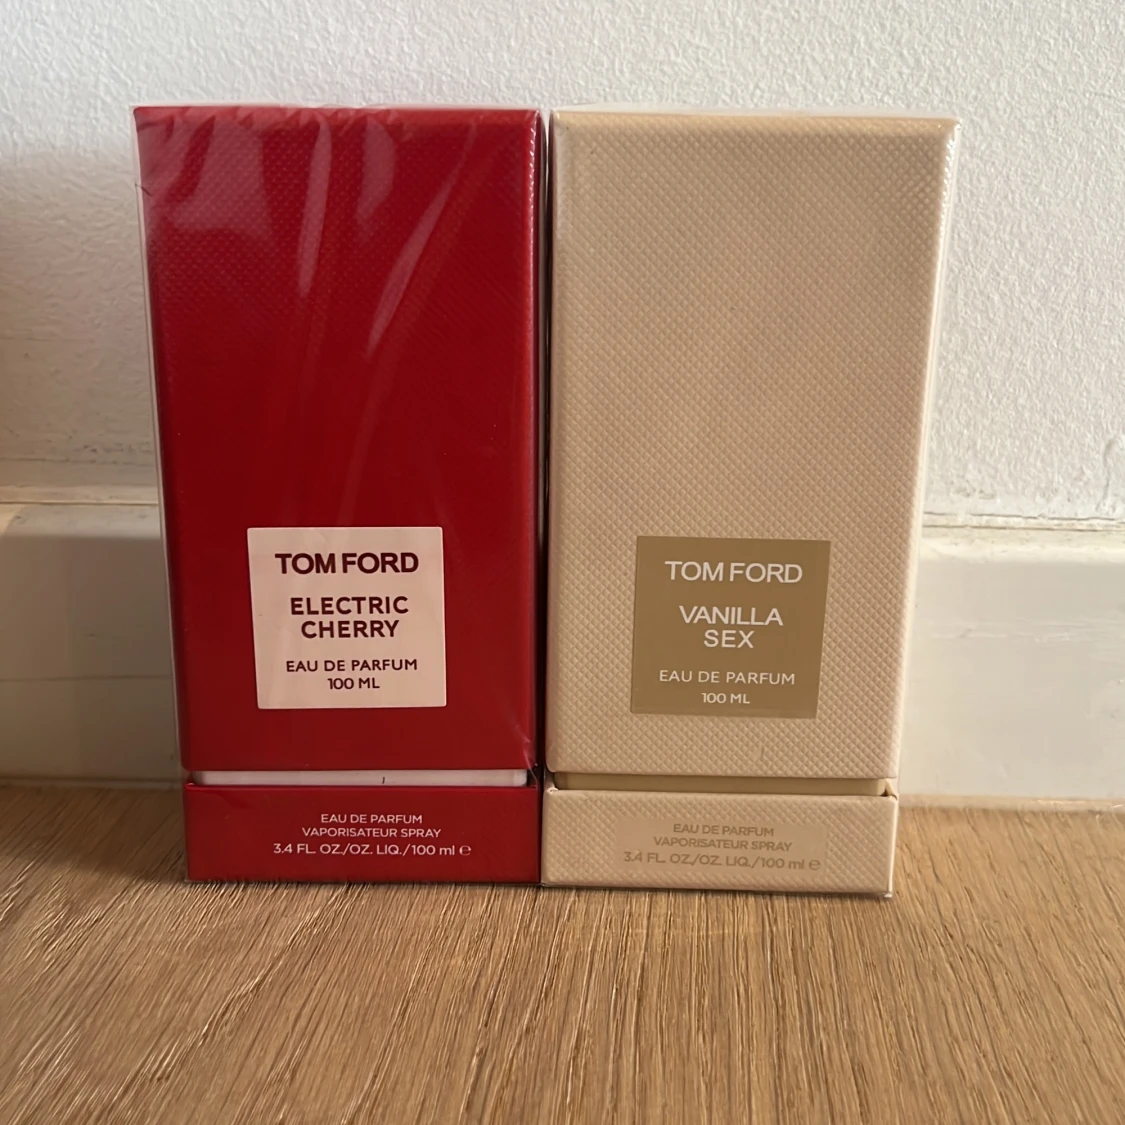 TOM FORD
ELECTRIC
CHERRY
EAU DE PARFUM
100 ML
EAU DE PARFUM
VAPORISATEUR SPRAY
3.4 FL. OZ./OZ. LIQ./100 ml ℮
TOM FORD
VANILLA
SEX
EAU DE PARFUM
100 ML
EAU DE PARFUM
VAPORISATEUR SPRAY
3.4 FL. OZ./OZ. LIQ./100 ml ℮